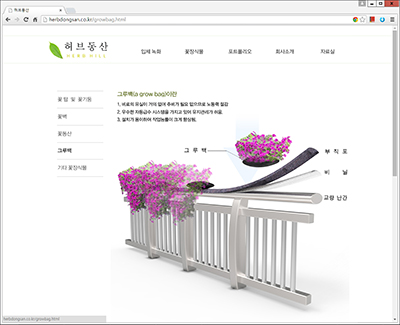 허브동산
herbdongsan.co.kr/growbag.html
허브동산
HERB HILL
입체 녹화
꽃장식물
포트폴리오
회사소개
자료실
꽃 탑 및 꽃기둥
꽃벽
꽃동산
그루백
기타 꽃장식물
그루백(a grow bag)이란
1. 비료의 유실이 거의 없어 추비가 필요 없으므로 노동력 절감
2. 우수한 저동급수 시스템을 가지고 있어 유지관리가 쉬움
3. 설치가 용이하여 작업능률이 크게 향상됨.
그 루 백
부 직 포
비 닐
교량 난간
herbdongsan.co.kr/growbag.html